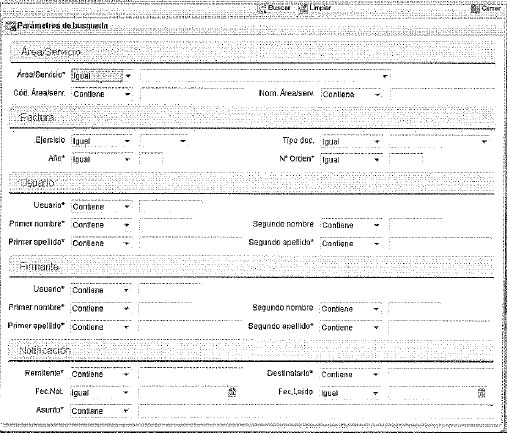 Buscar Limpiar Cerrar
Parámetros de busqueda
Área/Servicio
Área/Servicio* Igual
Cód. Área/serv. Contiene Nom. Área/serv. Contiene
Factura
Ejercicio Igual Tipo doc. Igual
Año* Igual Nº Orden* Igual
Usuario
Usuario* Contiene
Primer nombre* Contiene Segundo nombre Contiene
Primer apellido* Contiene Segundo apellido* Contiene
Firmante
Usuario* Contiene
Primer nombre* Contiene Segundo nombre Contiene
Primer apellido* Contiene Segundo apellido* Contiene
Notificación
Remitente* Contiene Destinatario* Contiene
Fec.Not. Igual Fec.Leido Igual
Asunto* Contiene